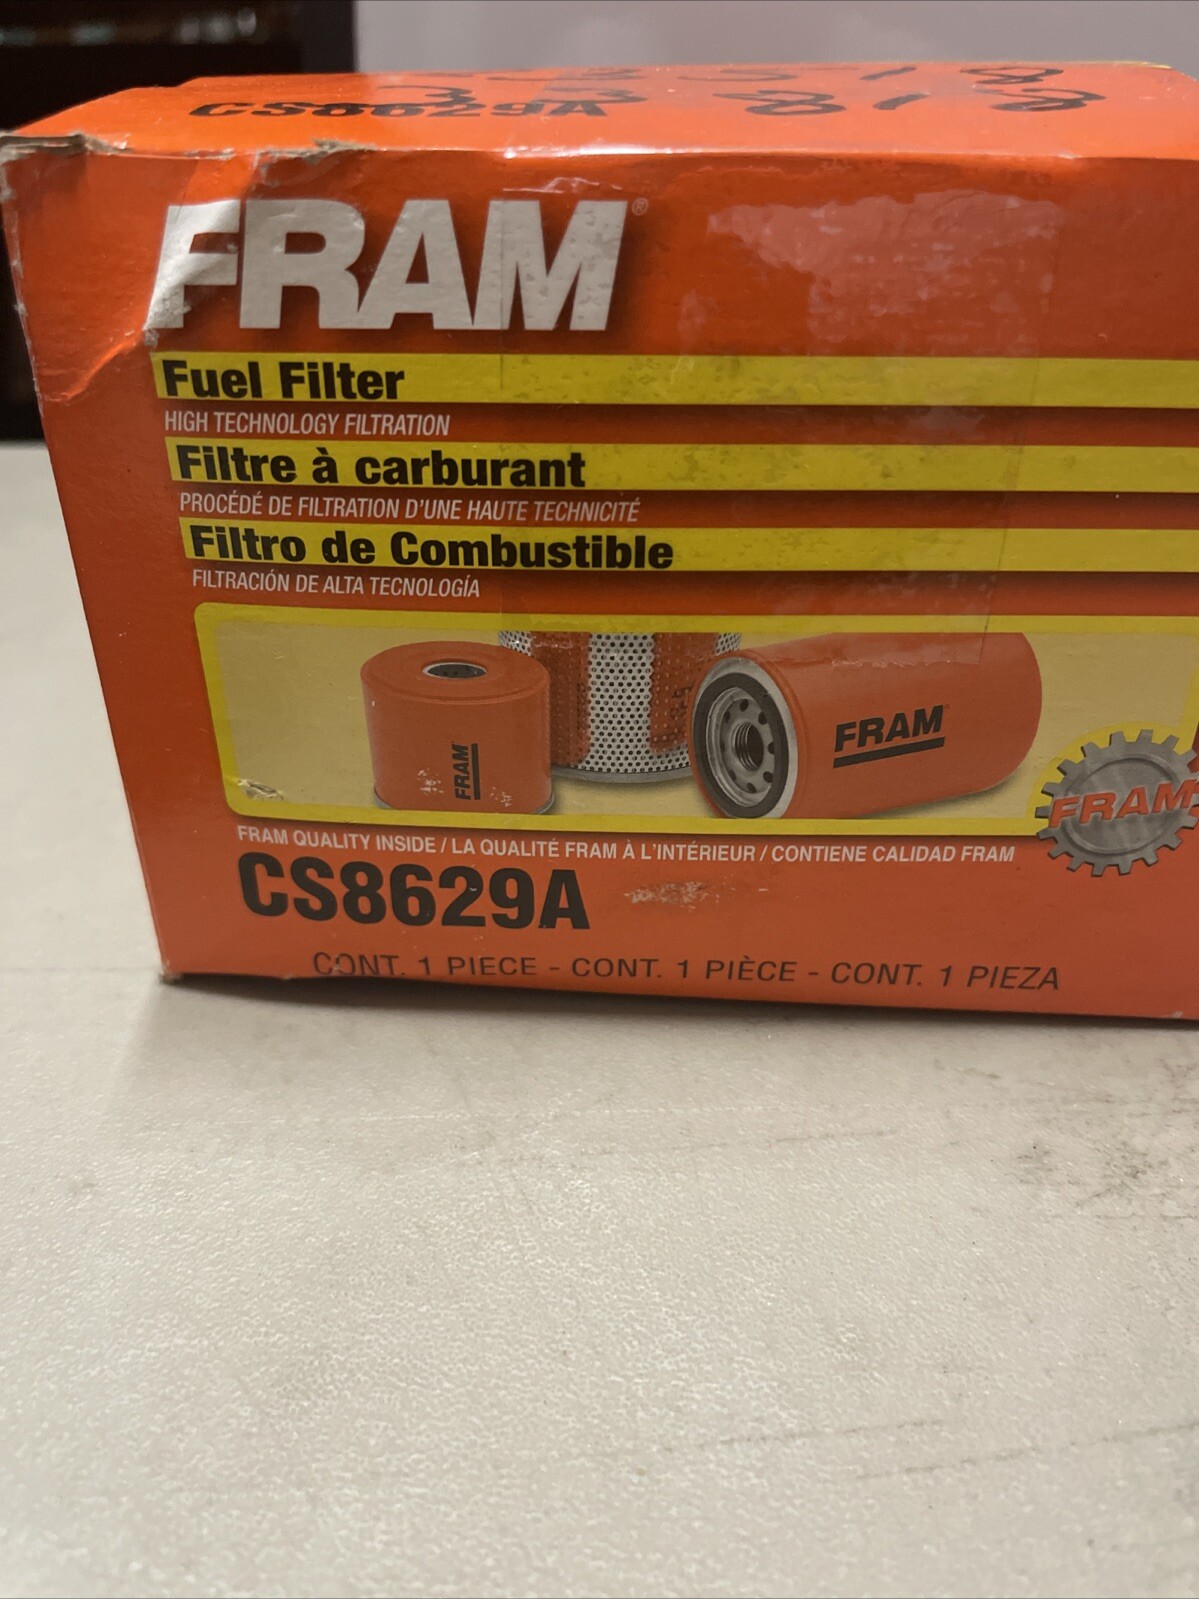 CS8629A
33818
FRAM®
Fuel Filter
HIGH TECHNOLOGY FILTRATION
Filtre à carburant
PROCÉDÉ DE FILTRATION D'UNE HAUTE TECHNICITÉ
Filtro de Combustible
FILTRACIÓN DE ALTA TECNOLOGÍA
FRAM
FRAM
FRAM
FRAM QUALITY INSIDE / LA QUALITÉ FRAM À L'INTÉRIEUR / CONTIENE CALIDAD FRAM
CS8629A
CONT. 1 PIECE - CONT. 1 PIÈCE - CONT. 1 PIEZA